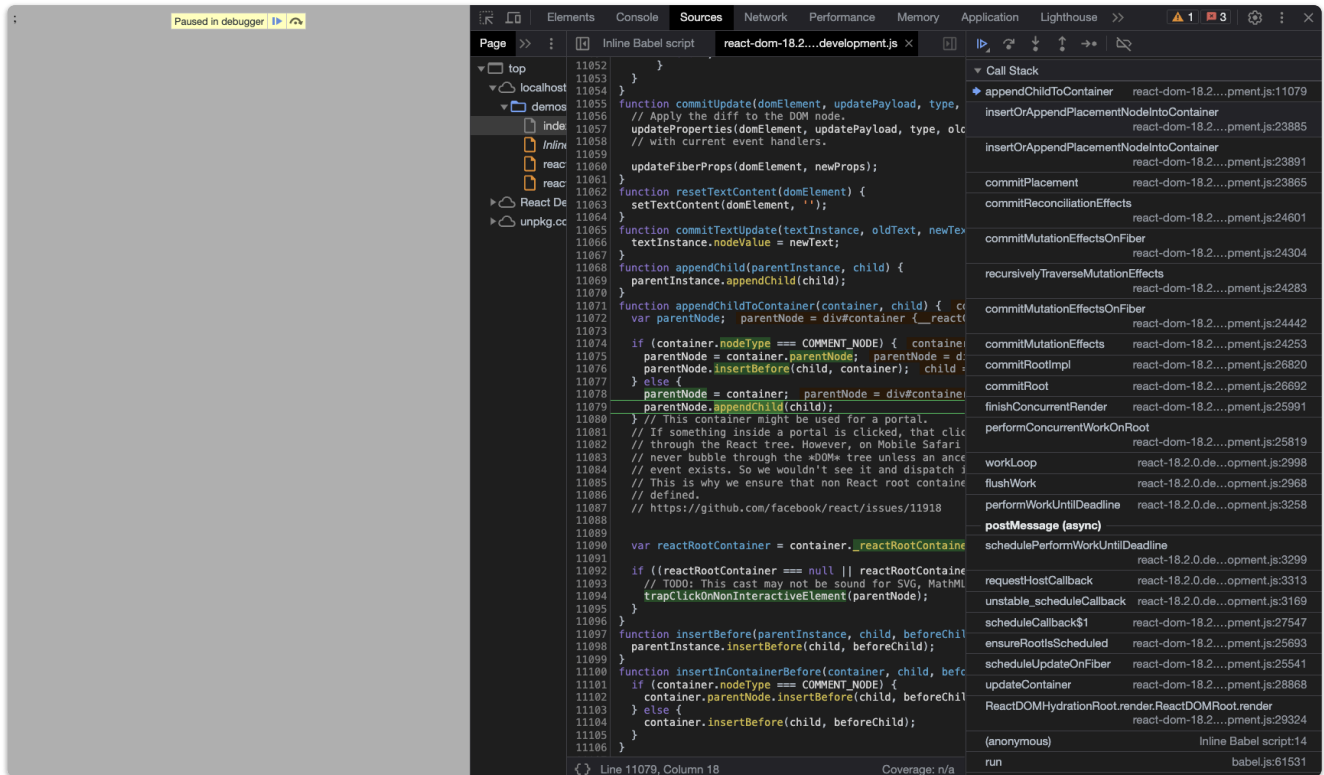 ;
Paused in debugger
Elements Console Sources Network Performance Memory Application Lighthouse 1 3
Page
Inline Babel script
react-dom-18.2....development.js
top
localhost
demos
inde
Inline
reac
reac
React De
unpkg.co
11052 }
11053 }
11054 }
11055 function commitUpdate(domElement, updatePayload, type,
11056 // Apply the diff to the DOM node.
11057 updateProperties(domElement, updatePayload, type, old
11058 // with current event handlers.
11059
11060 updateFiberProps(domElement, newProps);
11061 }
11062 function resetTextContent(domElement) {
11063 setTextContent(domElement, '');
11064 }
11065 function commitTextUpdate(textInstance, oldText, newTex
11066 textInstance.nodeValue = newText;
11067 }
11068 function appendChild(parentInstance, child) {
11069 parentInstance.appendChild(child);
11070 }
11071 function appendChildToContainer(container, child) { co
11072 var parentNode; parentNode = div#container {__reactC
11073
11074 if (container.nodeType === COMMENT_NODE) { container
11075 parentNode = container.parentNode; parentNode = di
11076 parentNode.insertBefore(child, container); child =
11077 } else {
11078 parentNode = container; parentNode = div#container
11079 parentNode.appendChild(child);
11080 } // This container might be used for a portal.
11081 // If something inside a portal is clicked, that clic
11082 // through the React tree. However, on Mobile Safari
11083 // never bubble through the *DOM* tree unless an ance
11084 // event exists. So we wouldn't see it and dispatch i
11085 // This is why we ensure that non React root containe
11086 // defined.
11087 // https://github.com/facebook/react/issues/11918
11088
11089
11090 var reactRootContainer = container._reactRootContaine
11091
11092 if ((reactRootContainer === null || reactRootContaine
11093 // TODO: This cast may not be sound for SVG, MathML
11094 trapClickOnNonInteractiveElement(parentNode);
11095 }
11096 }
11097 function insertBefore(parentInstance, child, beforeChil
11098 parentInstance.insertBefore(child, beforeChild);
11099 }
11100 function insertInContainerBefore(container, child, befo
11101 if (container.nodeType === COMMENT_NODE) {
11102 container.parentNode.insertBefore(child, beforeChil
11103 } else {
11104 container.insertBefore(child, beforeChild);
11105 }
11106 }
{} Line 11079, Column 18 Coverage: n/a
Call Stack
appendChildToContainer react-dom-18.2....pment.js:11079
insertOrAppendPlacementNodeIntoContainer
react-dom-18.2....pment.js:23885
insertOrAppendPlacementNodeIntoContainer
react-dom-18.2....pment.js:23891
commitPlacement react-dom-18.2....pment.js:23865
commitReconciliationEffects
react-dom-18.2....pment.js:24601
commitMutationEffectsOnFiber
react-dom-18.2....pment.js:24304
recursivelyTraverseMutationEffects
react-dom-18.2....pment.js:24283
commitMutationEffectsOnFiber
react-dom-18.2....pment.js:24442
commitMutationEffects react-dom-18.2....pment.js:24253
commitRootImpl react-dom-18.2....pment.js:26820
commitRoot react-dom-18.2....pment.js:26692
finishConcurrentRender react-dom-18.2....pment.js:25991
performConcurrentWorkOnRoot
react-dom-18.2....pment.js:25819
workLoop react-18.2.0.de...opment.js:2998
flushWork react-18.2.0.de...opment.js:2968
performWorkUntilDeadline react-18.2.0.de...opment.js:3258
postMessage (async)
schedulePerformWorkUntilDeadline
react-18.2.0.de...opment.js:3299
requestHostCallback react-18.2.0.de...opment.js:3313
unstable_scheduleCallback react-18.2.0.de...opment.js:3169
scheduleCallback$1 react-dom-18.2....pment.js:27547
ensureRootIsScheduled react-dom-18.2....pment.js:25693
scheduleUpdateOnFiber react-dom-18.2....pment.js:25541
updateContainer react-dom-18.2....pment.js:28868
ReactDOMHydrationRoot.render.ReactDOMRoot.render
react-dom-18.2....pment.js:29324
(anonymous) Inline Babel script:14
run babel.js:61531